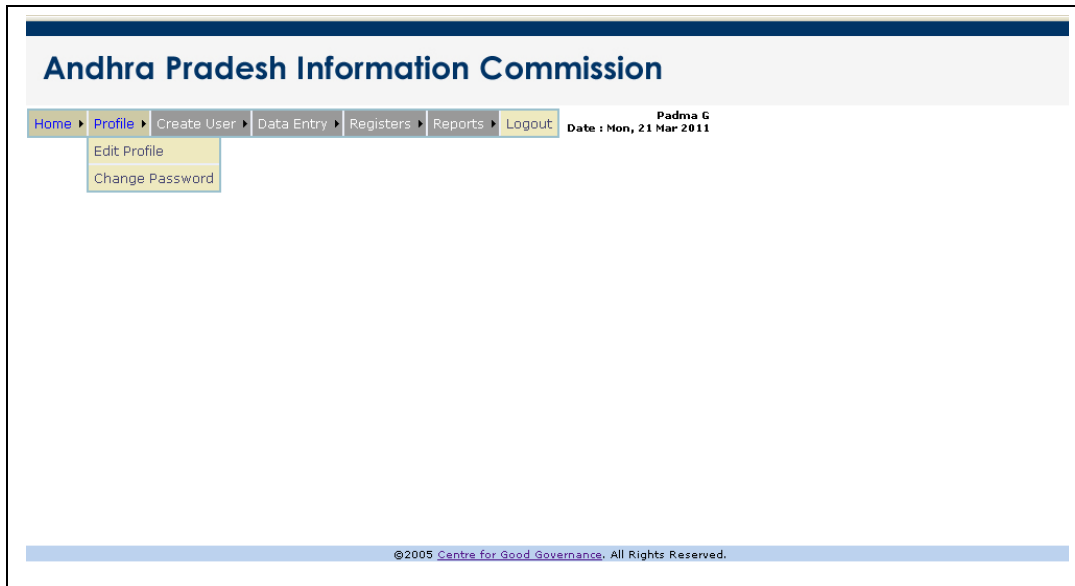 Andhra Pradesh Information Commission
Home Profile Create User Data Entry Registers Reports Logout
Padma G
Date : Mon, 21 Mar 2011
Edit Profile
Change Password
©2005 Centre for Good Governance. All Rights Reserved.